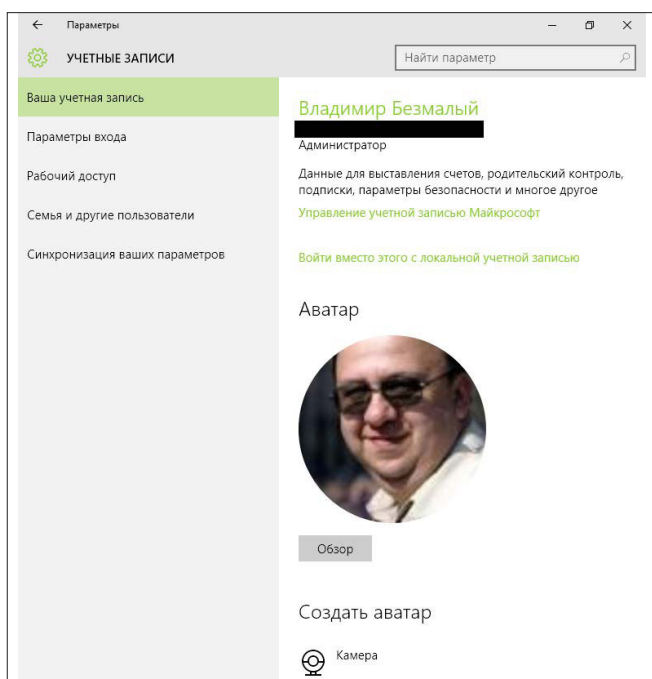 Параметры
УЧЕТНЫЕ ЗАПИСИ
Найти параметр
Ваша учетная запись
Параметры входа
Рабочий доступ
Семья и другие пользователи
Синхронизация ваших параметров
Владимир Безмалый
Администратор
Данные для выставления счетов, родительский контроль,
подписки, параметры безопасности и многое другое
Управление учетной записью Майкрософт
Войти вместо этого с локальной учетной записью
Аватар
Обзор
Создать аватар
Камера